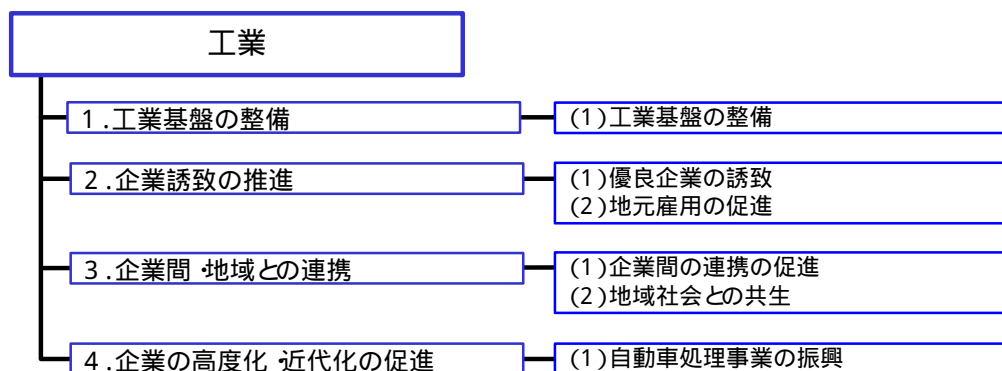 工業
1.工業基盤の整備
(1)工業基盤の整備
2.企業誘致の推進
(1)優良企業の誘致
(2)地元雇用の促進
3.企業間・地域との連携
(1)企業間の連携の促進
(2)地域社会との共生
4.企業の高度化・近代化の促進
(1)自動車処理事業の振興